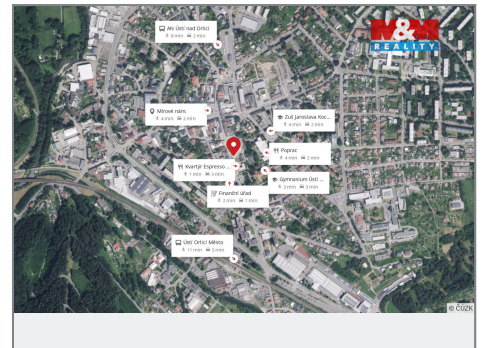 AN Ústí nad Orlicí
8 min 2 min
M&M
REALITY
Mírové nám.
4 min 2 min
Zuš Jaroslava Koc...
6 min 2 min
Poprac
4 min 2 min
Kvartýr Espresso ...
1 min 2 min
Gymnasium Ústí ...
3 min 2 min
Finanční úřad
2 min 1 min
Ústí Orlicí Město
11 min 5 min
© ČÚZK